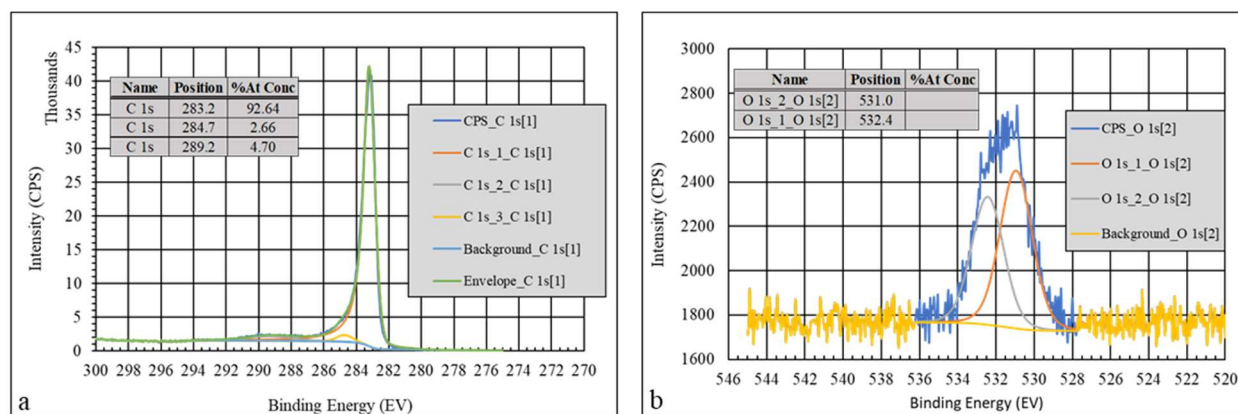 Thousands
Intensity (CPS)
45
40
35
30
25
20
15
10
5
0
Name Position %At Conc
C 1s 283.2 92.64
C 1s 284.7 2.66
C 1s 289.2 4.70
CPS_C 1s[1]
C 1s_1_C 1s[1]
C 1s_2_C 1s[1]
C 1s_3_C 1s[1]
Background_C 1s[1]
Envelope_C 1s[1]
300 298 296 294 292 290 288 286 284 282 280 278 276 274 272 270
Binding Energy (EV)
a
Intensity (CPS)
3000
2800
2600
2400
2200
2000
1800
1600
Name Position %At Conc
O 1s_2_O 1s[2] 531.0
O 1s_1_O 1s[2] 532.4
CPS_O 1s[2]
O 1s_1_O 1s[2]
O 1s_2_O 1s[2]
Background_O 1s[2]
546 544 542 540 538 536 534 532 530 528 526 524 522 520
Binding Energy (EV)
b